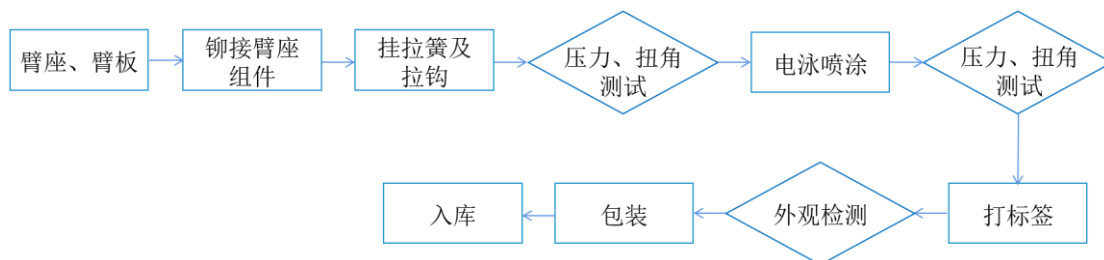 臂座、臂板
铆接臂座
组件
挂拉簧及
拉钩
压力、扭角
测试
电泳喷涂
压力、扭角
测试
打标签
外观检测
包装
入库